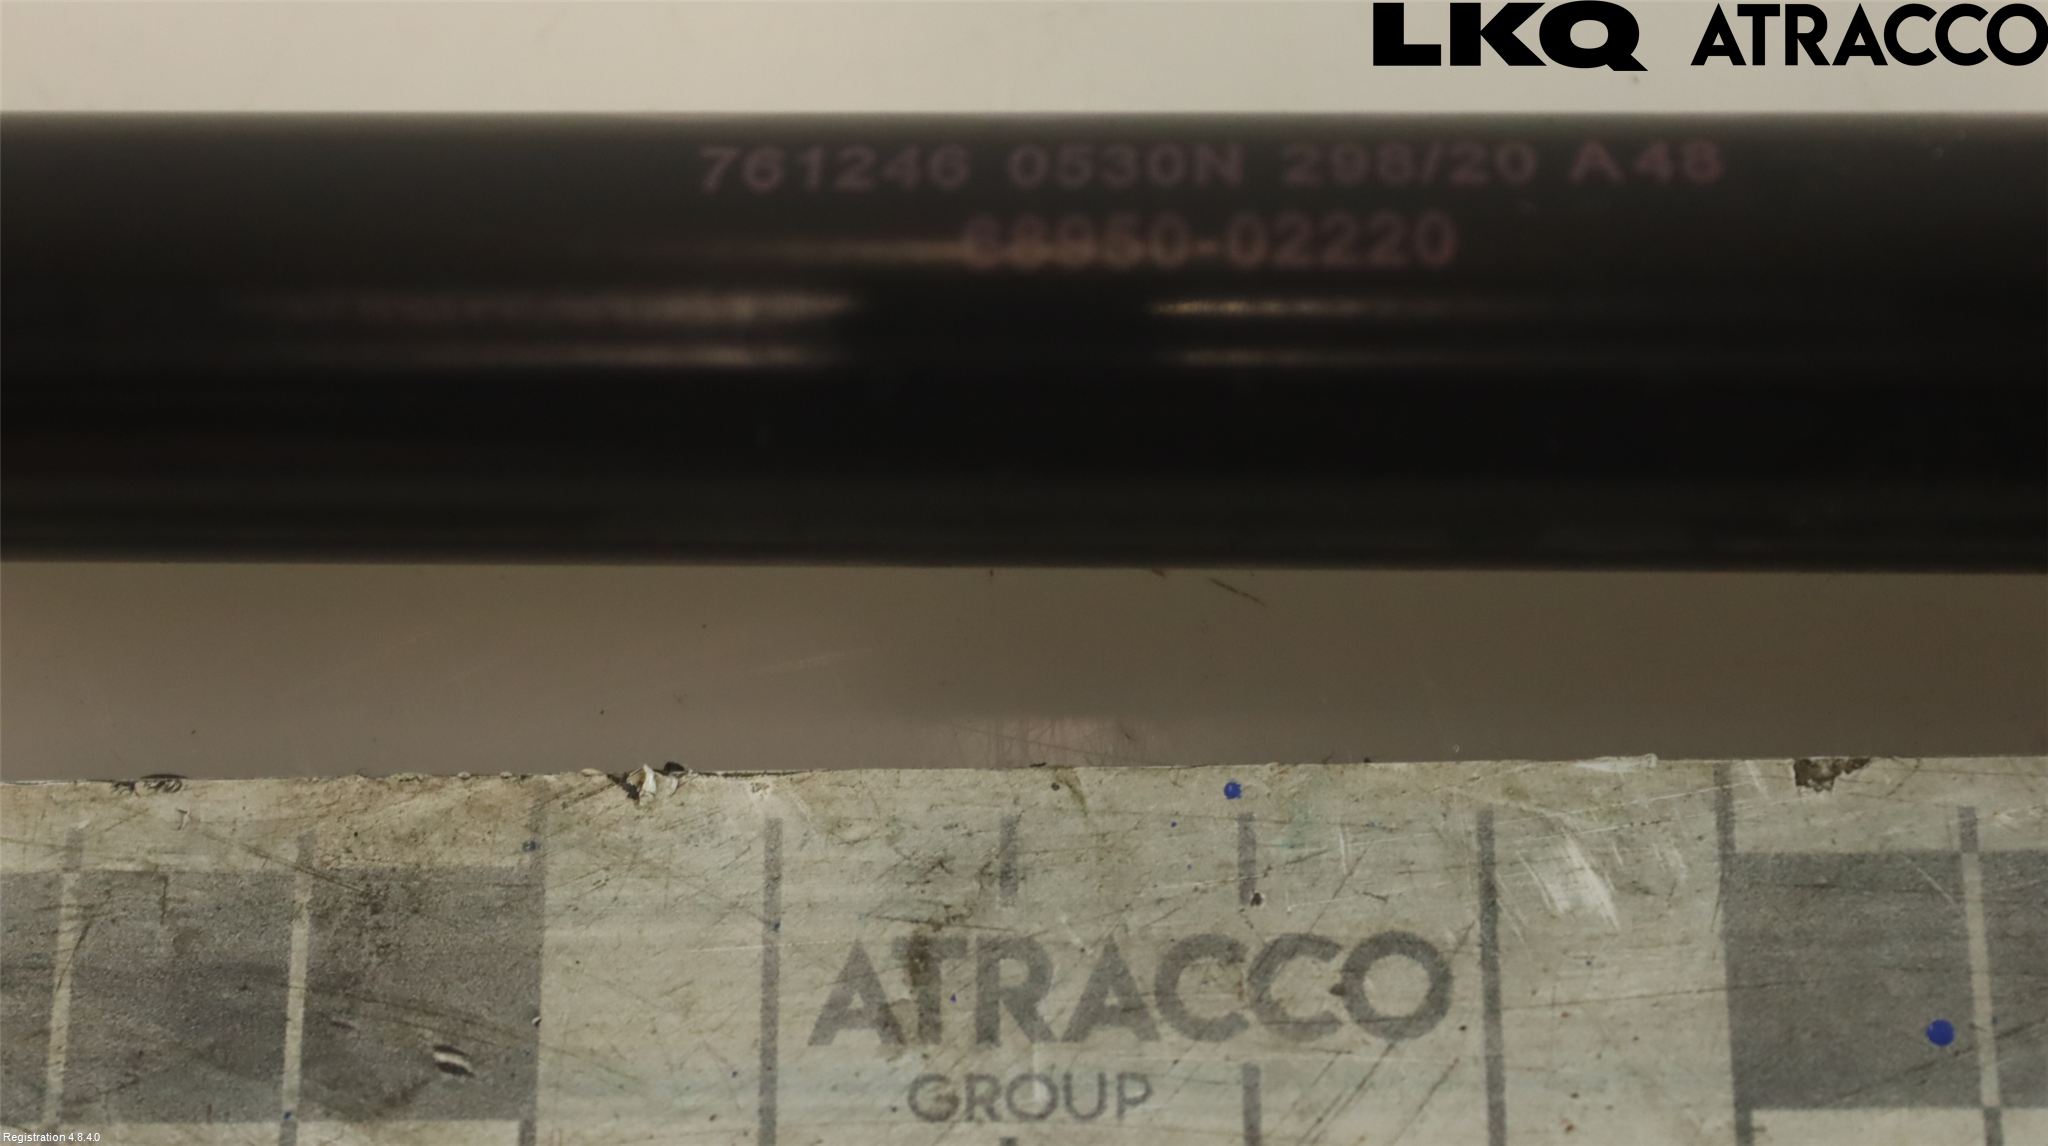 LKQ ATRACCO
761246 0530N 298/20 A48
68950-02220
ATRACCO
GROUP
Registration 4.8.4.0